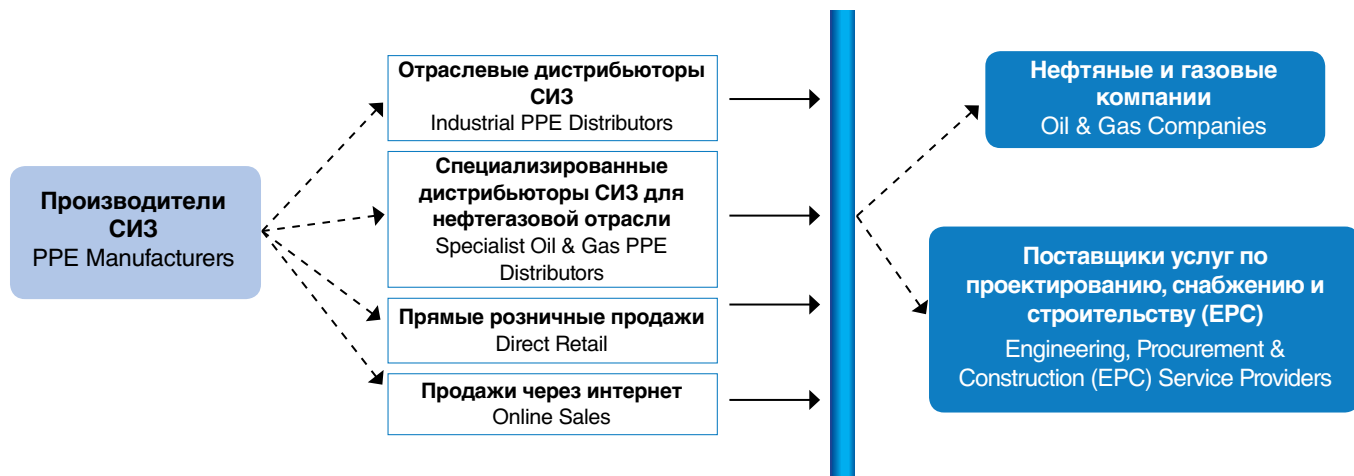 Производители
СИЗ
PPE Manufacturers
Отраслевые дистрибьюторы
СИЗ
Industrial PPE Distributors
Специализированные
дистрибьюторы СИЗ для
нефтегазовой отрасли
Specialist Oil & Gas PPE
Distributors
Прямые розничные продажи
Direct Retail
Продажи через интернет
Online Sales
Нефтяные и газовые
компании
Oil & Gas Companies
Поставщики услуг по
проектированию, снабжению и
строительству (EPC)
Engineering, Procurement &
Construction (EPC) Service Providers